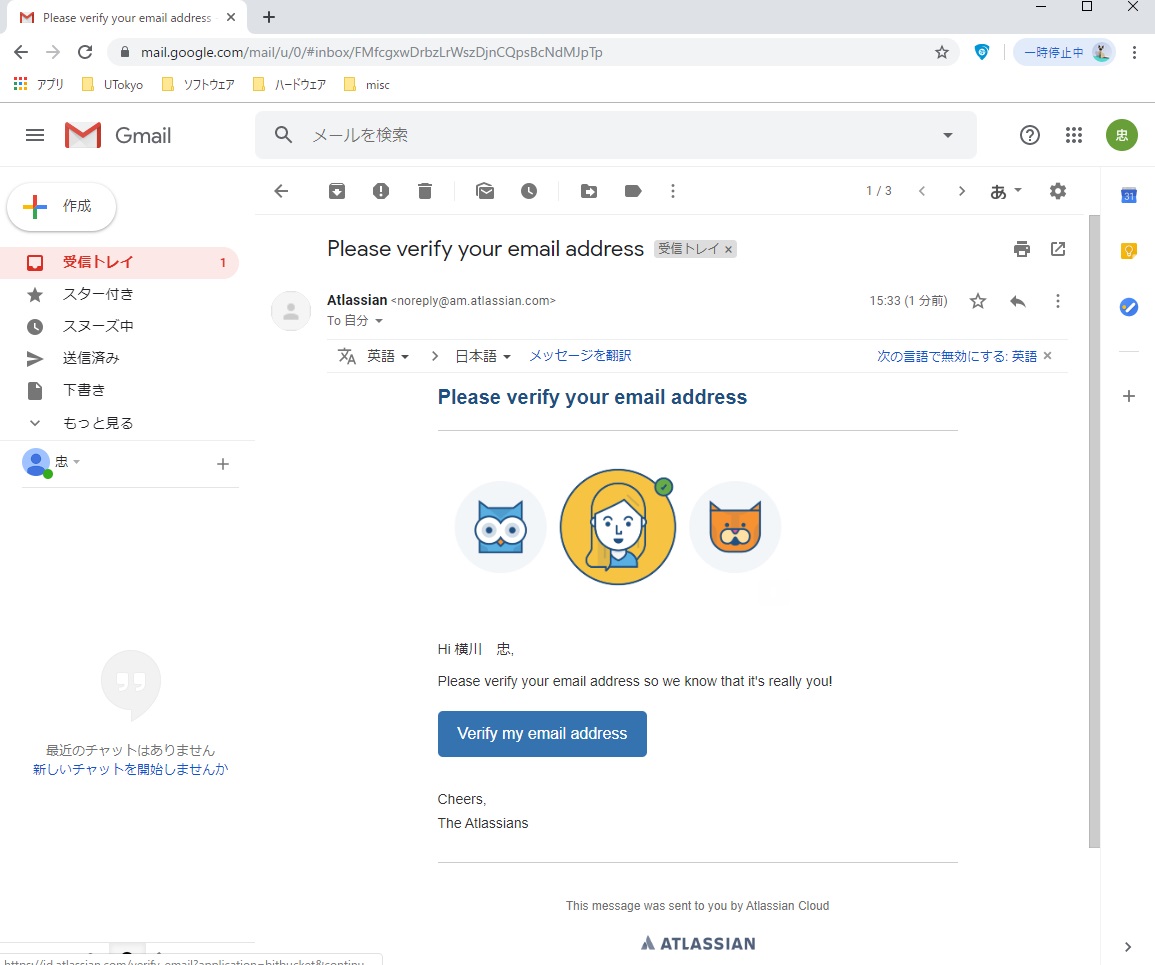 Please verify your email address
mail.google.com/mail/u/0/#inbox/FMfcgxwDrbzLrWszDjnCQpsBcNdMJpTp
一時停止中
アプリ UTokyo ソフトウェア ハードウェア misc
Gmail
メールを検索
忠
作成
1 / 3
あ
31
受信トレイ 1
スター付き
スヌーズ中
送信済み
下書き
もっと見る
忠
最近のチャットはありません
新しいチャットを開始しませんか
Please verify your email address 受信トレイ ×
Atlassian <noreply@am.atlassian.com>
15:33 (1 分前)
To 自分
英語 > 日本語 メッセージを翻訳 次の言語で無効にする: 英語 ×
Please verify your email address
Hi 横川　忠,
Please verify your email address so we know that it's really you!
Verify my email address
Cheers,
The Atlassians
This message was sent to you by Atlassian Cloud
ATLASSIAN
https://id.atlassian.com/verify-email?application=bitbucket&continu...